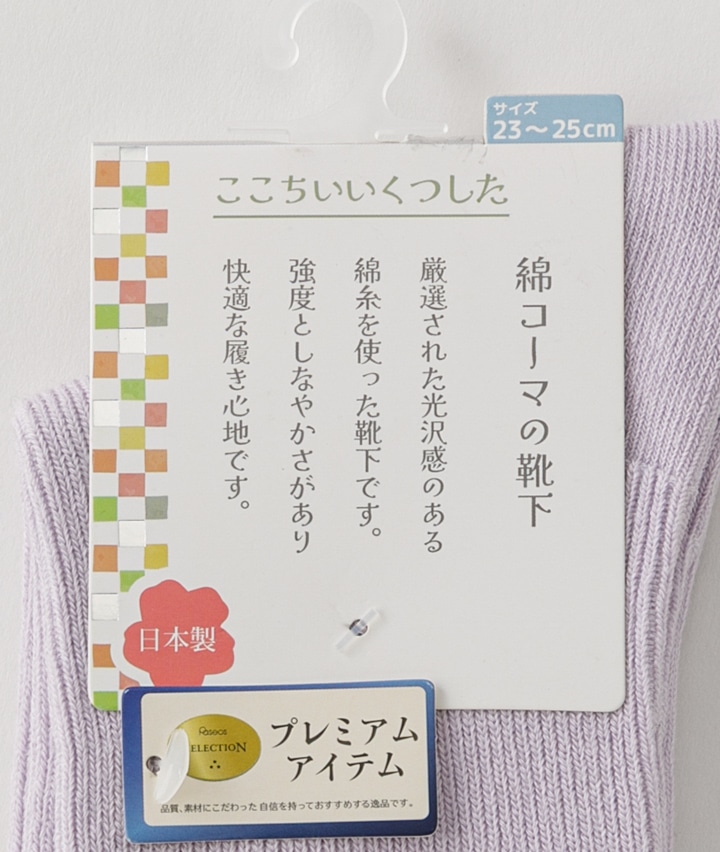 サイズ
23～25cm
ここちいいくつした
綿コーマの靴下
厳選された光沢感のある
綿糸を使った靴下です。
強度としなやかさがあり
快適な履き心地です。
日本製
プレミアム
アイテム
品質、素材にこだわった 自信を持っておすすめする逸品です。